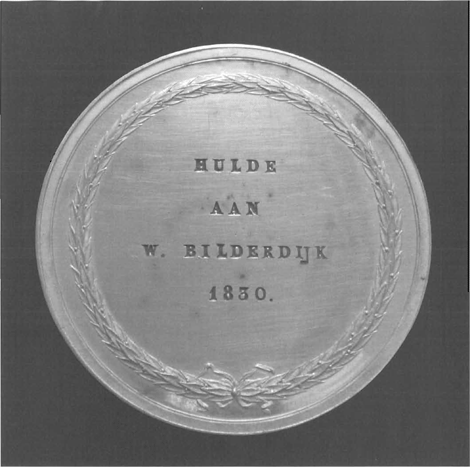 HULDE
AAN
W. BILDERDIJK
1830.